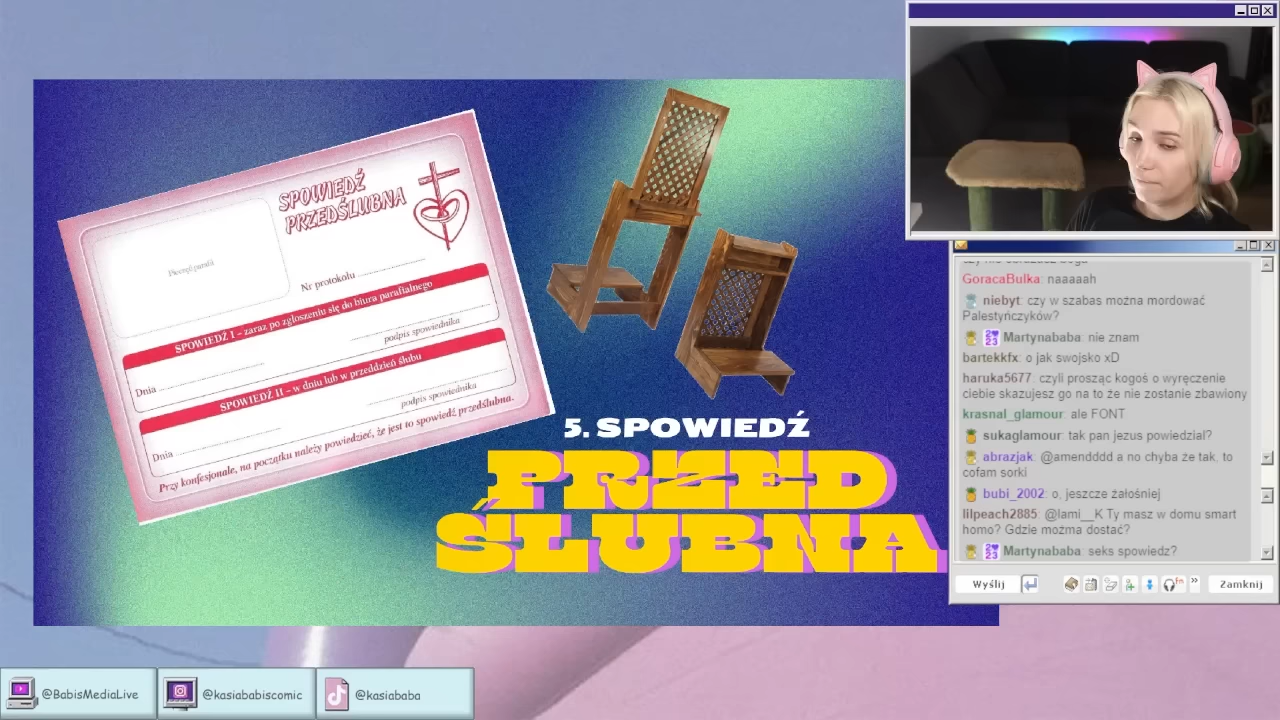 SPOWIEDŹ
PRZEDŚLUBNA
Pieczęć parafii
Nr protokołu
SPOWIEDŹ I – zaraz po zgłoszeniu się do biura parafialnego
Dnia
podpis spowiednika
SPOWIEDŹ II – w dniu lub w przeddzień ślubu
Dnia
podpis spowiednika
Przy konfesjonale, na początku należy powiedzieć, że jest to spowiedź przedślubna.
5. SPOWIEDŹ
PRZED
ŚLUBNA
GoracaBulka: naaaaah
niebyt: czy w szabas można mordować
Palestyńczyków?
Martynababa: nie znam
bartekkfx: o jak swojsko xD
haruka5677: czyli prosząc kogoś o wyręczenie
ciebie skazujesz go na to że nie zostanie zbawiony
krasnal_glamour: ale FONT
sukaglamour: tak pan jezus powiedzial?
abrazjak: @amendddd a no chyba że tak, to
cofam sorki
bubi_2002: o, jeszcze żałośniej
lilpeach2885: @lami__K Ty masz w domu smart
homo? Gdzie możma dostać?
Martynababa: seks spowiedz?
Wyślij
Zamknij
@BabisMediaLive
@kasiababiscomic
@kasiababa